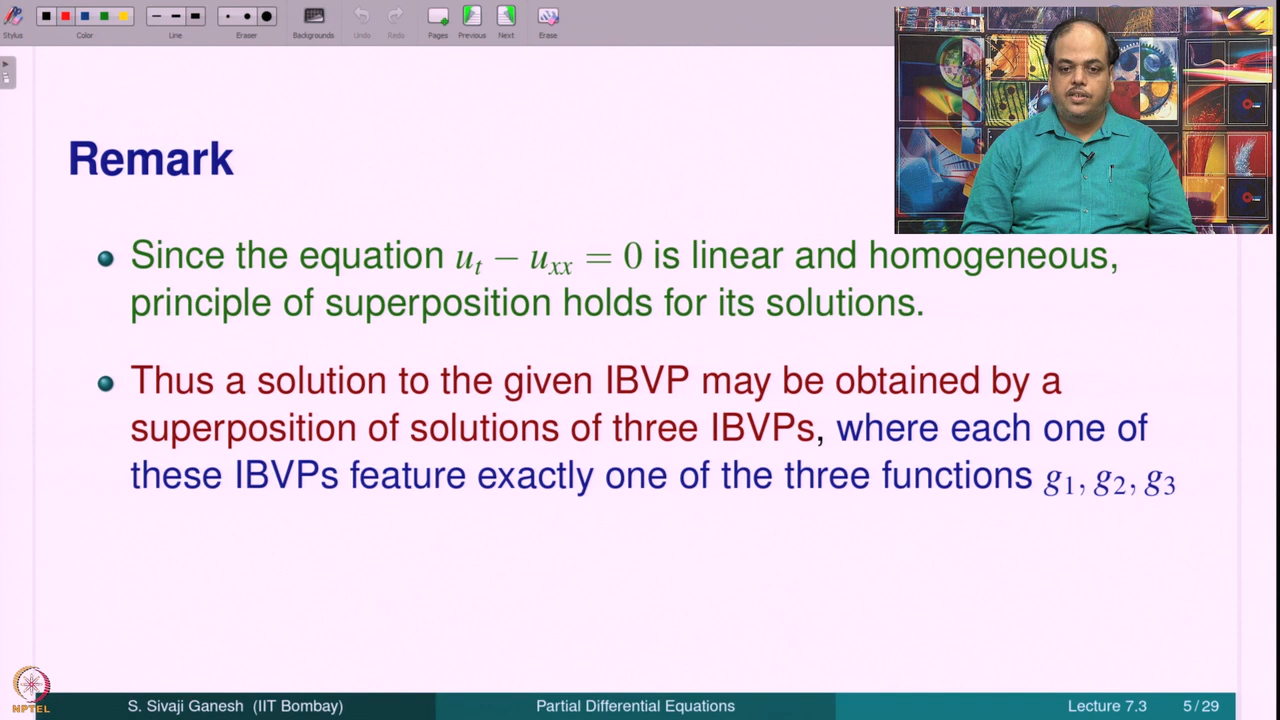 Stylus
Color
Line
Eraser
Backgrounds
Undo
Redo
Pages
Previous
Next
Erase
Remark
Since the equation u_t − u_xx = 0 is linear and homogeneous,
principle of superposition holds for its solutions.
Thus a solution to the given IBVP may be obtained by a
superposition of solutions of three IBVPs, where each one of
these IBVPs feature exactly one of the three functions g₁, g₂, g₃
NPTEL
S. Sivaji Ganesh (IIT Bombay)
Partial Differential Equations
Lecture 7.3
5 / 29